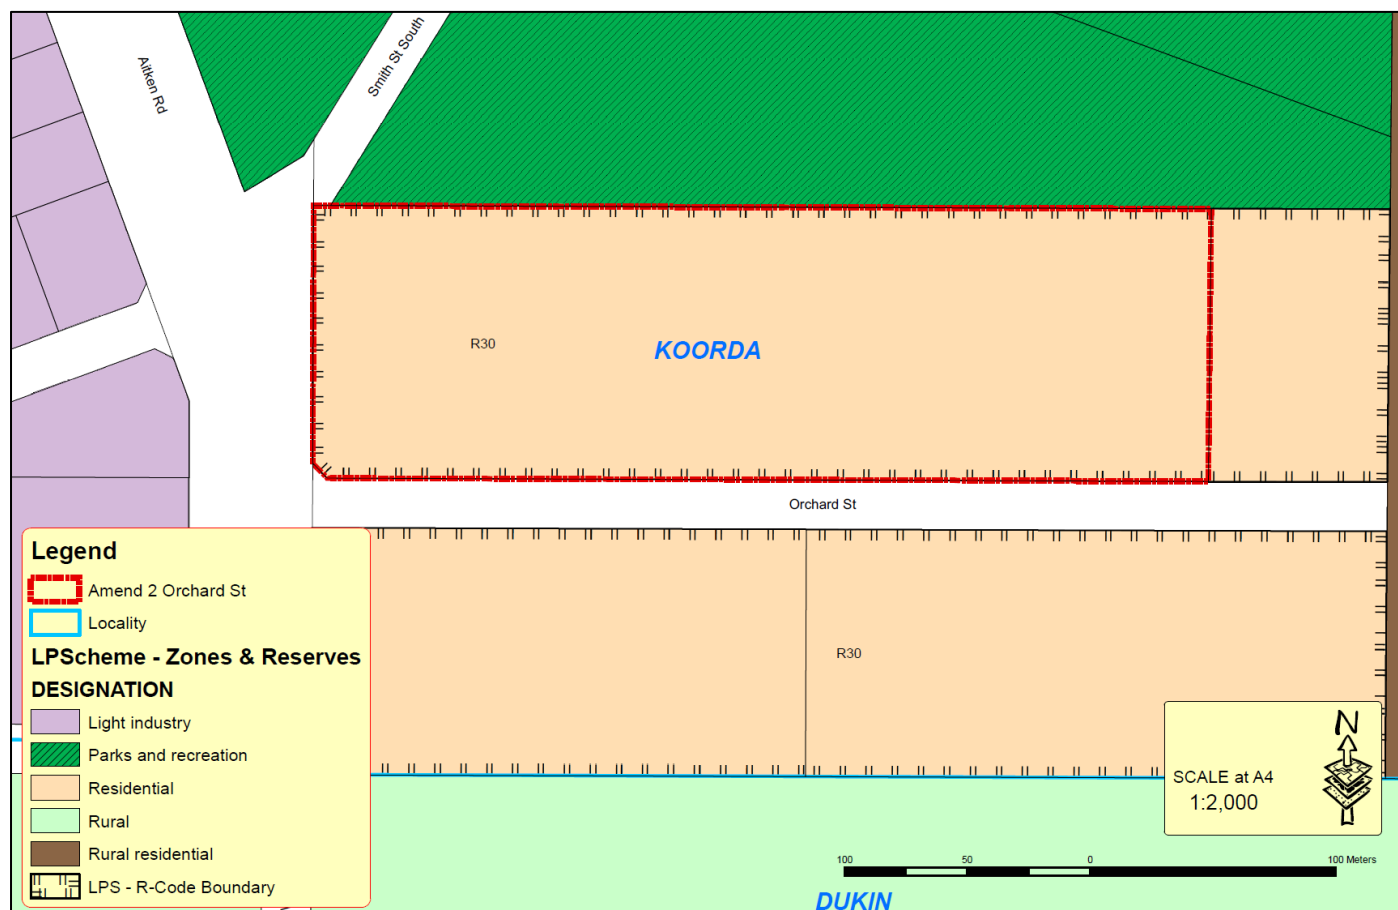 Aitken Rd
Smith St South
R30
KOORDA
Orchard St
R30
Legend
Amend 2 Orchard St
Locality
LPScheme - Zones & Reserves
DESIGNATION
Light industry
Parks and recreation
Residential
Rural
Rural residential
LPS - R-Code Boundary
N
SCALE at A4
1:2,000
100 50 0 100 Meters
DUKIN